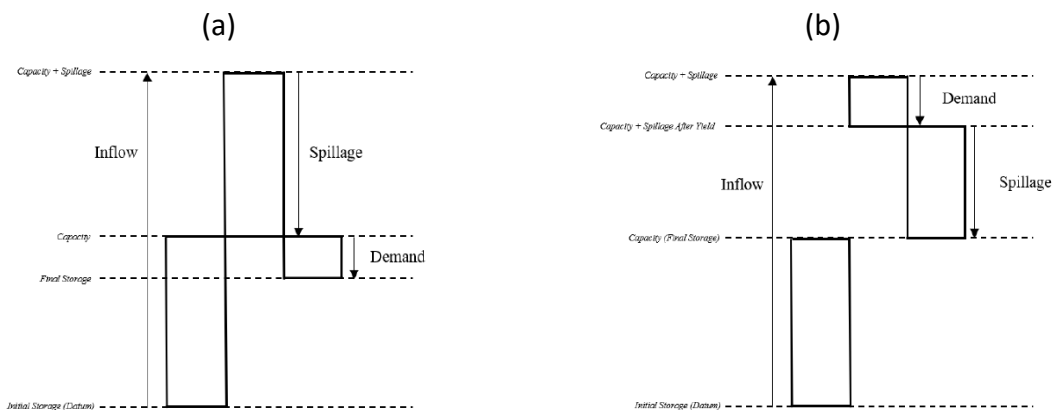 (a)
Capacity + Spillage
Inflow
Spillage
Capacity
Demand
Final Storage
Initial Storage (Datum)
(b)
Capacity + Spillage
Demand
Capacity + Spillage After Yield
Inflow
Spillage
Capacity (Final Storage)
Initial Storage (Datum)